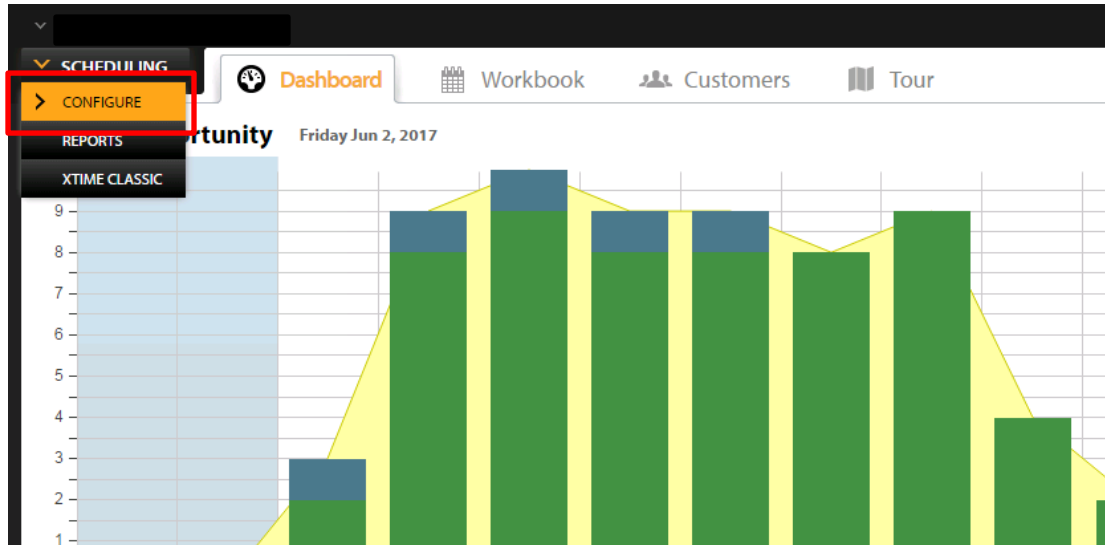 SCHEDULING
Dashboard Workbook Customers Tour
CONFIGURE
REPORTS
rtunity Friday Jun 2, 2017
XTIME CLASSIC
9
8
7
6
5
4
3
2
1